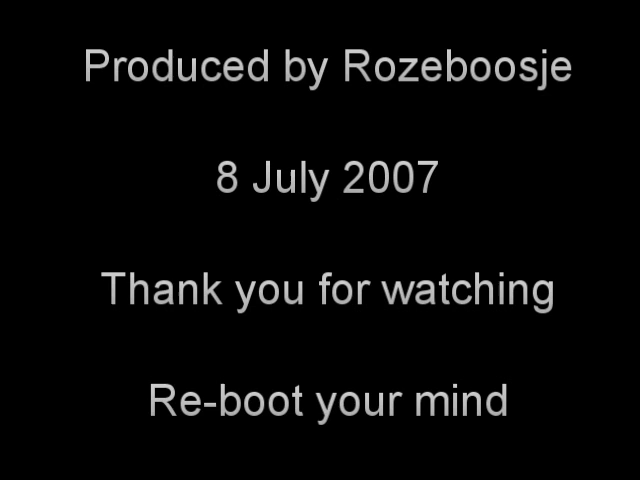 Produced by Rozeboosje
8 July 2007
Thank you for watching
Re-boot your mind